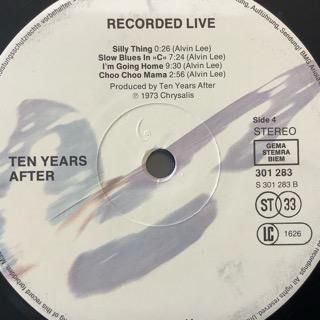 RECORDED LIVE
Silly Thing 0:26 (Alvin Lee)
Slow Blues In »C« 7:24 (Alvin Lee)
I'm Going Home 9:30 (Alvin Lee)
Choo Choo Mama 2:56 (Alvin Lee)
Produced by Ten Years After
℗ 1973 Chrysalis
Side 4
STEREO
GEMA
STEMRA
BIEM
301 283
S 301 283 B
ST 33
LC 1626
TEN YEARS
AFTER